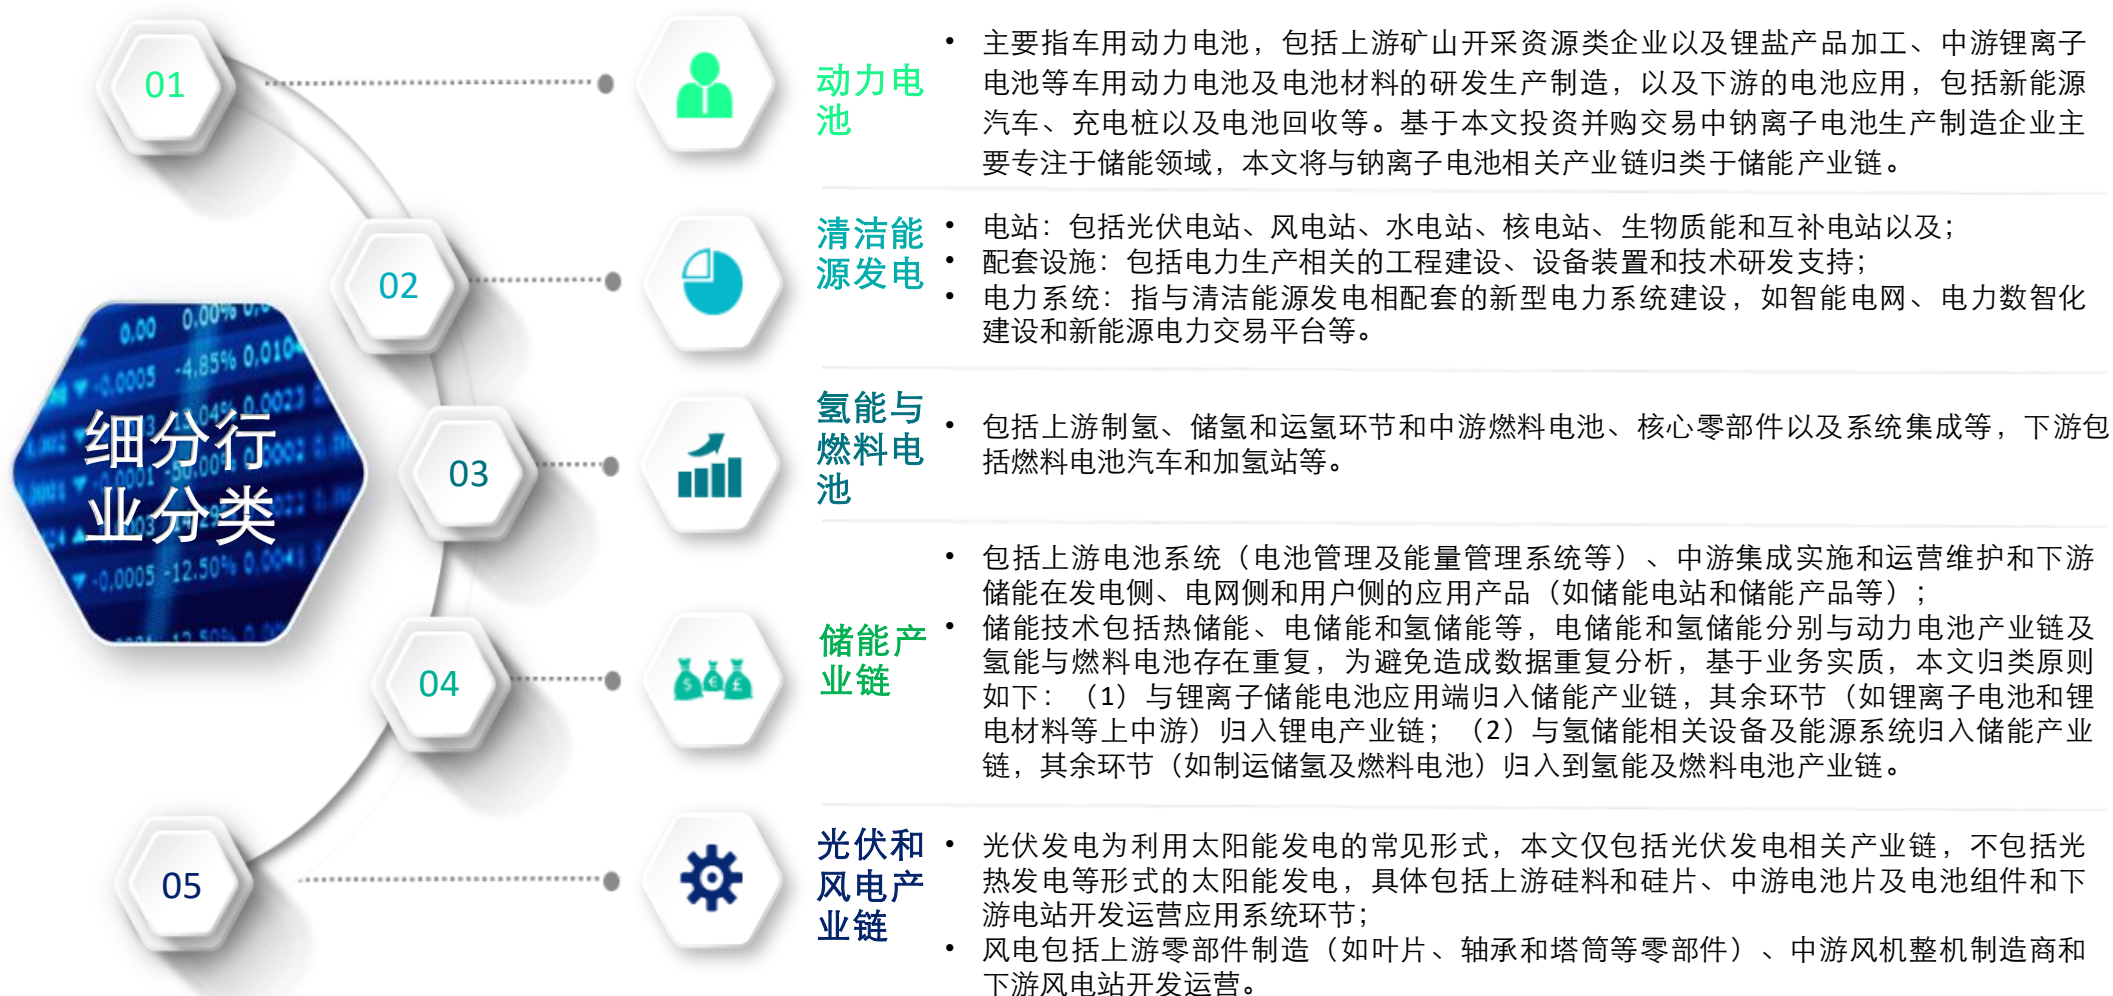 01
动力电
池
• 主要指车用动力电池，包括上游矿山开采资源类企业以及锂盐产品加工、中游锂离子
电池等车用动力电池及电池材料的研发生产制造，以及下游的电池应用，包括新能源
汽车、充电桩以及电池回收等。基于本文投资并购交易中钠离子电池生产制造企业主
要专注于储能领域，本文将与钠离子电池相关产业链归类于储能产业链。
02
清洁能
源发电
• 电站：包括光伏电站、风电站、水电站、核电站、生物质能和互补电站以及；
• 配套设施：包括电力生产相关的工程建设、设备装置和技术研发支持；
• 电力系统：指与清洁能源发电相配套的新型电力系统建设，如智能电网、电力数智化
建设和新能源电力交易平台等。
细分行
业分类
0.00 0.00%
-0.0005 -4.85% 0.0104
-0.0005 -12.50% 0.0041
03
氢能与
燃料电
池
• 包括上游制氢、储氢和运氢环节和中游燃料电池、核心零部件以及系统集成等，下游包
括燃料电池汽车和加氢站等。
04
$ € £
储能产
业链
• 包括上游电池系统（电池管理及能量管理系统等）、中游集成实施和运营维护和下游
储能在发电侧、电网侧和用户侧的应用产品（如储能电站和储能产品等）；
• 储能技术包括热储能、电储能和氢储能等，电储能和氢储能分别与动力电池产业链及
氢能与燃料电池存在重复，为避免造成数据重复分析，基于业务实质，本文归类原则
如下：（1）与锂离子储能电池应用端归入储能产业链，其余环节（如锂离子电池和锂
电材料等上中游）归入锂电产业链；（2）与氢储能相关设备及能源系统归入储能产业
链，其余环节（如制运储氢及燃料电池）归入到氢能及燃料电池产业链。
05
光伏和
风电产
业链
• 光伏发电为利用太阳能发电的常见形式，本文仅包括光伏发电相关产业链，不包括光
热发电等形式的太阳能发电，具体包括上游硅料和硅片、中游电池片及电池组件和下
游电站开发运营应用系统环节；
• 风电包括上游零部件制造（如叶片、轴承和塔筒等零部件）、中游风机整机制造商和
下游风电站开发运营。